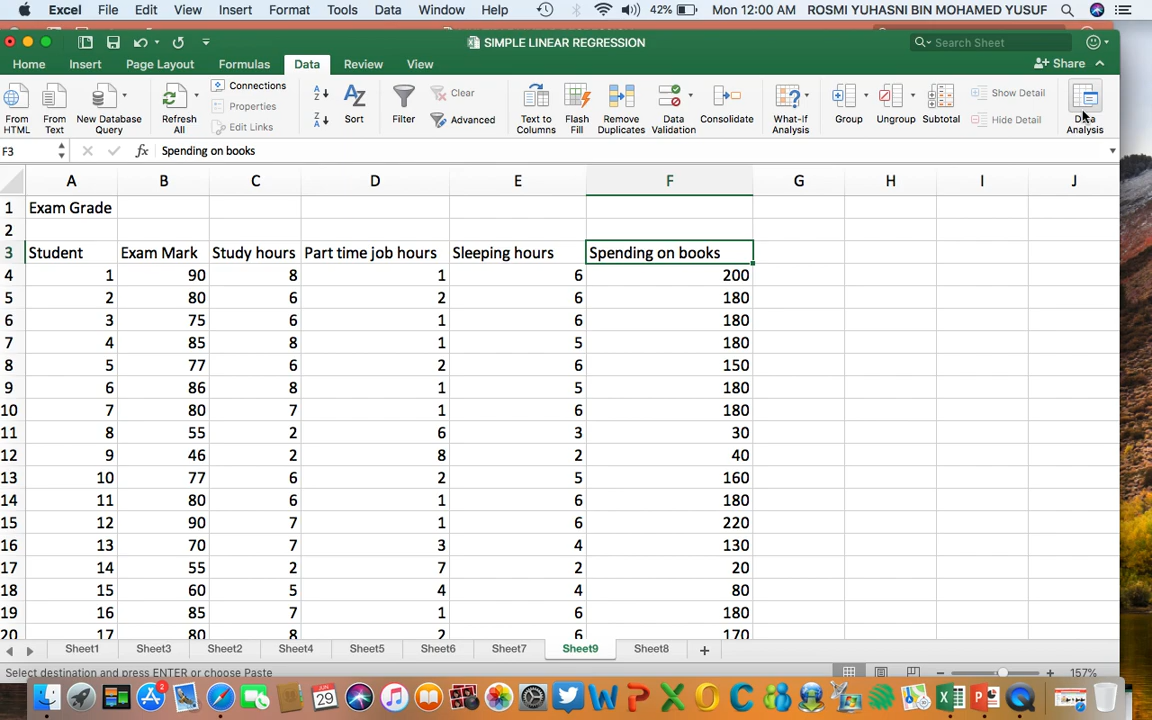 Excel File Edit View Insert Format Tools Data Window Help 42% Mon 12:00 AM ROSMI YUHASNI BIN MOHAMED YUSUF
SIMPLE LINEAR REGRESSION Search Sheet
Home Insert Page Layout Formulas Data Review View Share
From HTML From Text New Database Query Refresh All Connections Properties Edit Links Sort Filter Clear Advanced Text to Columns Flash Fill Remove Duplicates Data Validation Consolidate What-If Analysis Group Ungroup Subtotal Show Detail Hide Detail Data Analysis
F3 fx Spending on books
A B C D E F G H I J
1 Exam Grade
2
3 Student Exam Mark Study hours Part time job hours Sleeping hours Spending on books
4 1 90 8 1 6 200
5 2 80 6 2 6 180
6 3 75 6 1 6 180
7 4 85 8 1 5 180
8 5 77 6 2 6 150
9 6 86 8 1 5 180
10 7 80 7 1 6 180
11 8 55 2 6 3 30
12 9 46 2 8 2 40
13 10 77 6 2 5 160
14 11 80 6 1 6 180
15 12 90 7 1 6 220
16 13 70 7 3 4 130
17 14 55 2 7 2 20
18 15 60 5 4 4 80
19 16 85 7 1 6 180
20 17 80 8 2 6 170
Sheet1 Sheet3 Sheet2 Sheet4 Sheet5 Sheet6 Sheet7 Sheet9 Sheet8 +
Select destination and press ENTER or choose Paste 157%